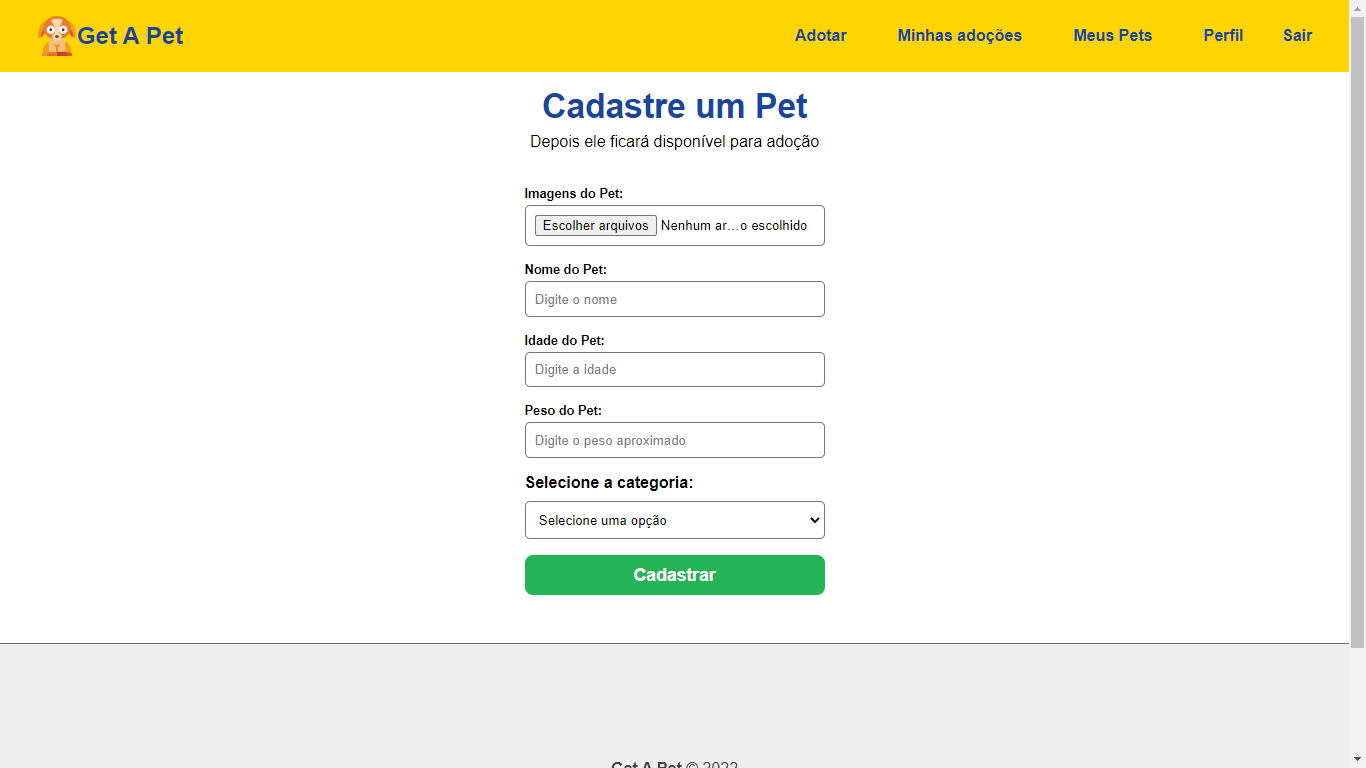 Get A Pet
Adotar Minhas adoções Meus Pets Perfil Sair
Cadastre um Pet
Depois ele ficará disponível para adoção
Imagens do Pet:
Escolher arquivos Nenhum ar...o escolhido
Nome do Pet:
Digite o nome
Idade do Pet:
Digite a idade
Peso do Pet:
Digite o peso aproximado
Selecione a categoria:
Selecione uma opção
Cadastrar
Get A Pet © 2022